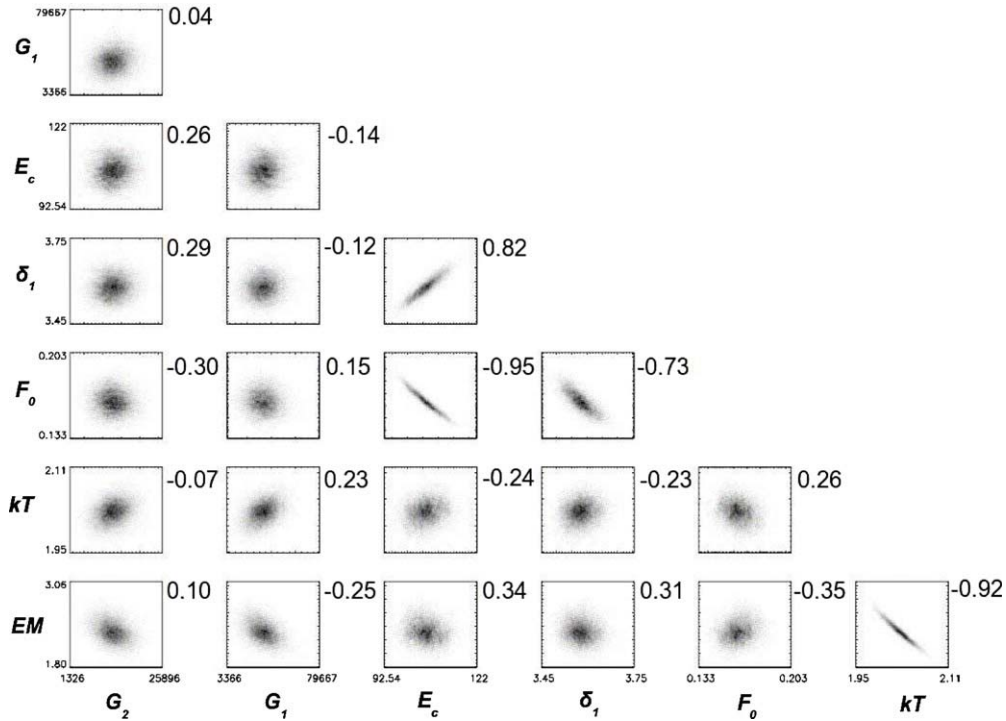 79667 0.04
G₁
3366
122 0.26 -0.14
E_c
92.54
3.75 0.29 -0.12 0.82
δ₁
3.45
0.203 -0.30 0.15 -0.95 -0.73
F₀
0.133
2.11 -0.07 0.23 -0.24 -0.23 0.26
kT
1.95
3.06 0.10 -0.25 0.34 0.31 -0.35 -0.92
EM
1.80
1326 25896 3366 79667 92.54 122 3.45 3.75 0.133 0.203 1.95 2.11
G₂ G₁ E_c δ₁ F₀ kT